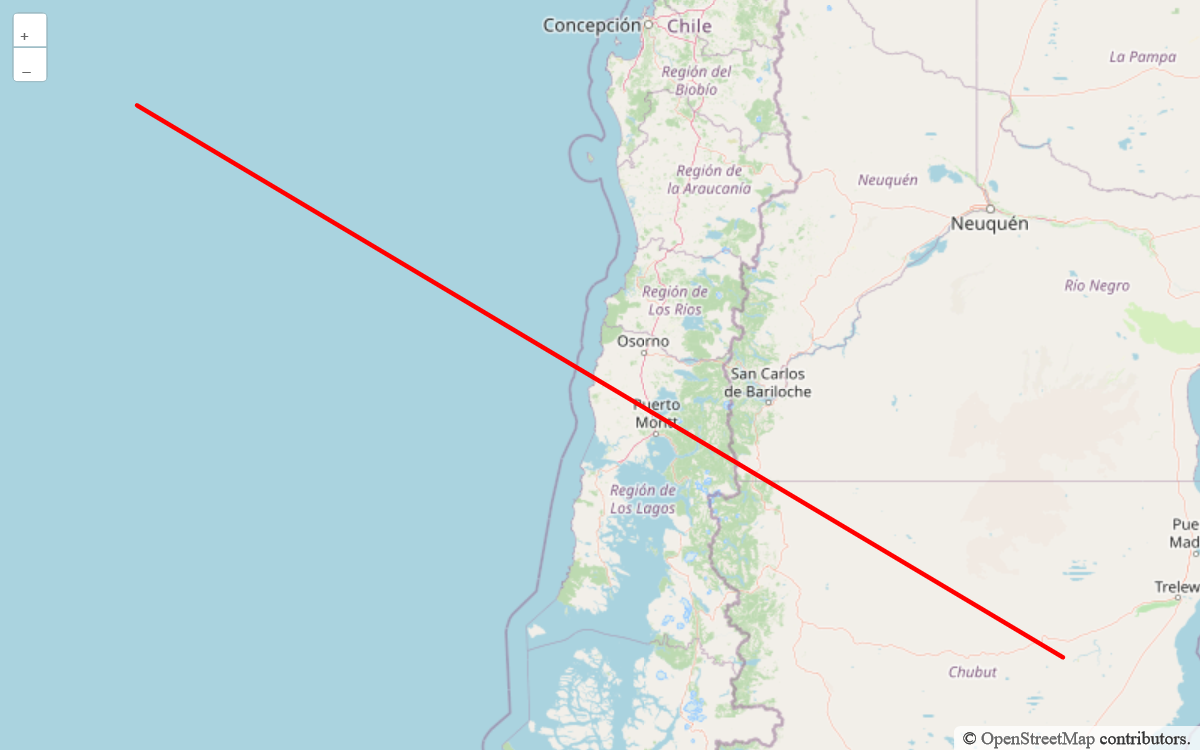 +
–
Concepción
Chile
La Pampa
Región del
Biobío
Región de
la Araucanía
Neuquén
Neuquén
Región de
Los Ríos
Río Negro
Osorno
San Carlos
de Bariloche
Puerto
Montt
Región de
Los Lagos
Pue
Mad
Trelew
Chubut
© OpenStreetMap contributors.